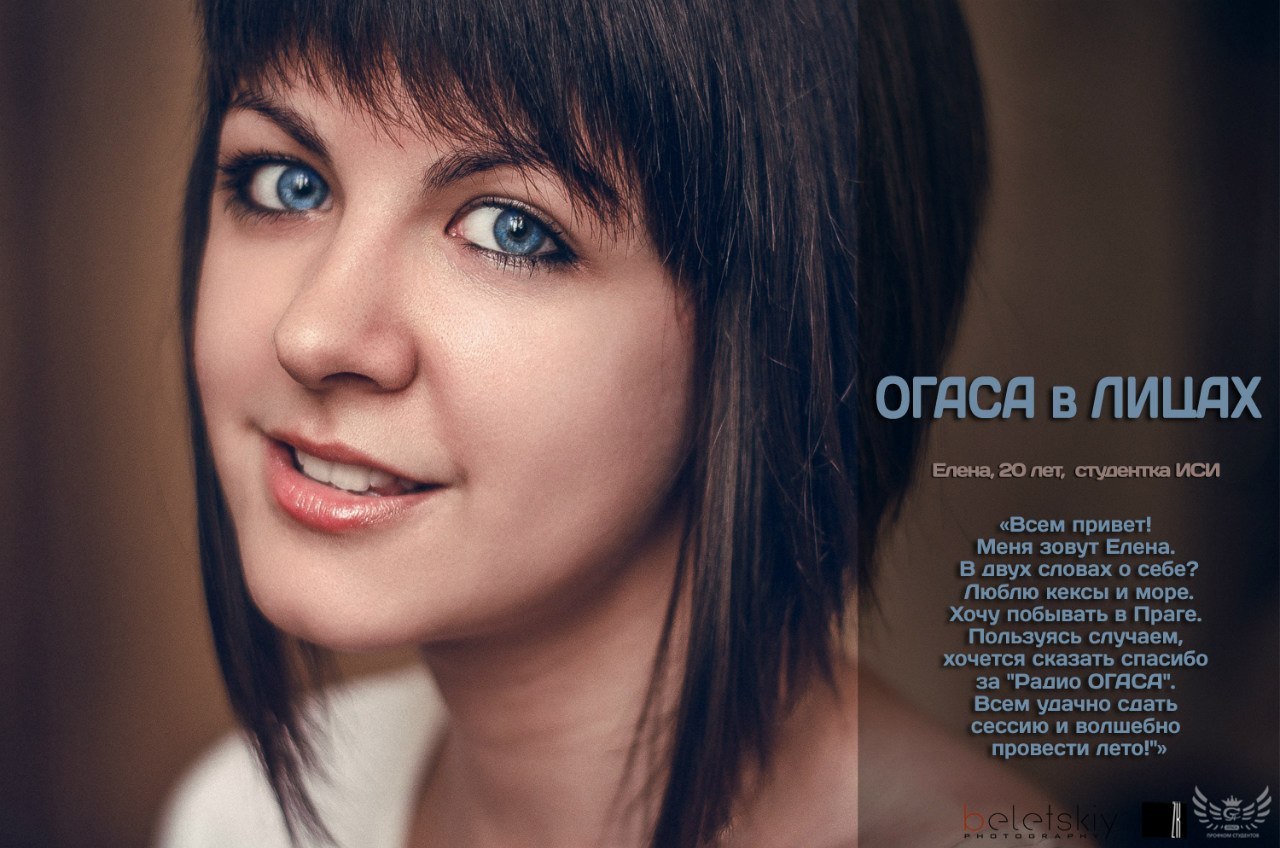 ОГАСА в ЛИЦАХ
Елена, 20 лет, студентка ИСИ
«Всем привет!
Меня зовут Елена.
В двух словах о себе?
Люблю кексы и море.
Хочу побывать в Праге.
Пользуясь случаем,
хочется сказать спасибо
за "Радио ОГАСА".
Всем удачно сдать
сессию и волшебно
провести лето!"»
beletskiy
PHOTOGRAPHY
ПРОФКОМ СТУДЕНТОВ